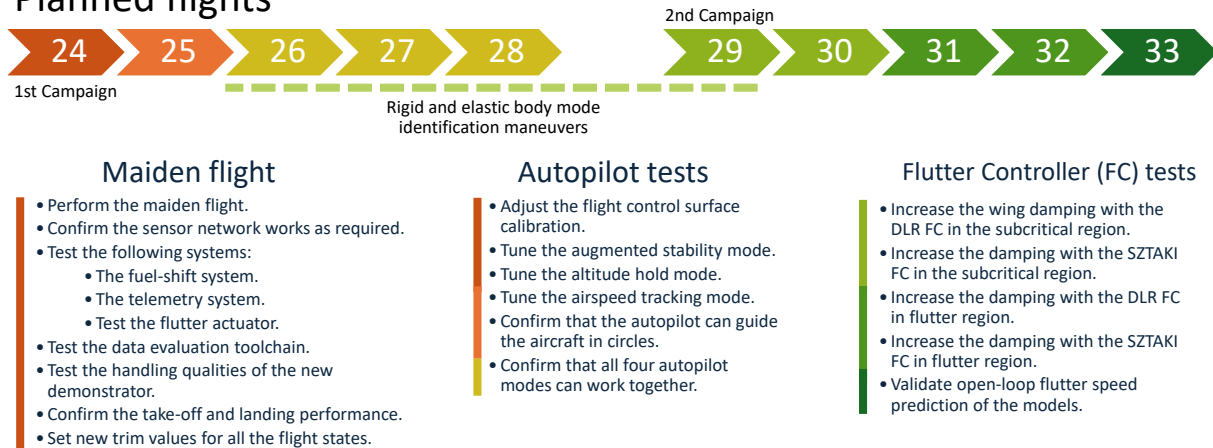 Planned flights
2nd Campaign
24 25 26 27 28 29 30 31 32 33
1st Campaign
Rigid and elastic body mode
identification maneuvers
Maiden flight
• Perform the maiden flight.
• Confirm the sensor network works as required.
• Test the following systems:
• The fuel-shift system.
• The telemetry system.
• Test the flutter actuator.
• Test the data evaluation toolchain.
• Test the handling qualities of the new
demonstrator.
• Confirm the take-off and landing performance.
• Set new trim values for all the flight states.
Autopilot tests
• Adjust the flight control surface
calibration.
• Tune the augmented stability mode.
• Tune the altitude hold mode.
• Tune the airspeed tracking mode.
• Confirm that the autopilot can guide
the aircraft in circles.
• Confirm that all four autopilot
modes can work together.
Flutter Controller (FC) tests
• Increase the wing damping with the
DLR FC in the subcritical region.
• Increase the damping with the SZTAKI
FC in the subcritical region.
• Increase the damping with the DLR FC
in flutter region.
• Increase the damping with the SZTAKI
FC in flutter region.
• Validate open-loop flutter speed
prediction of the models.